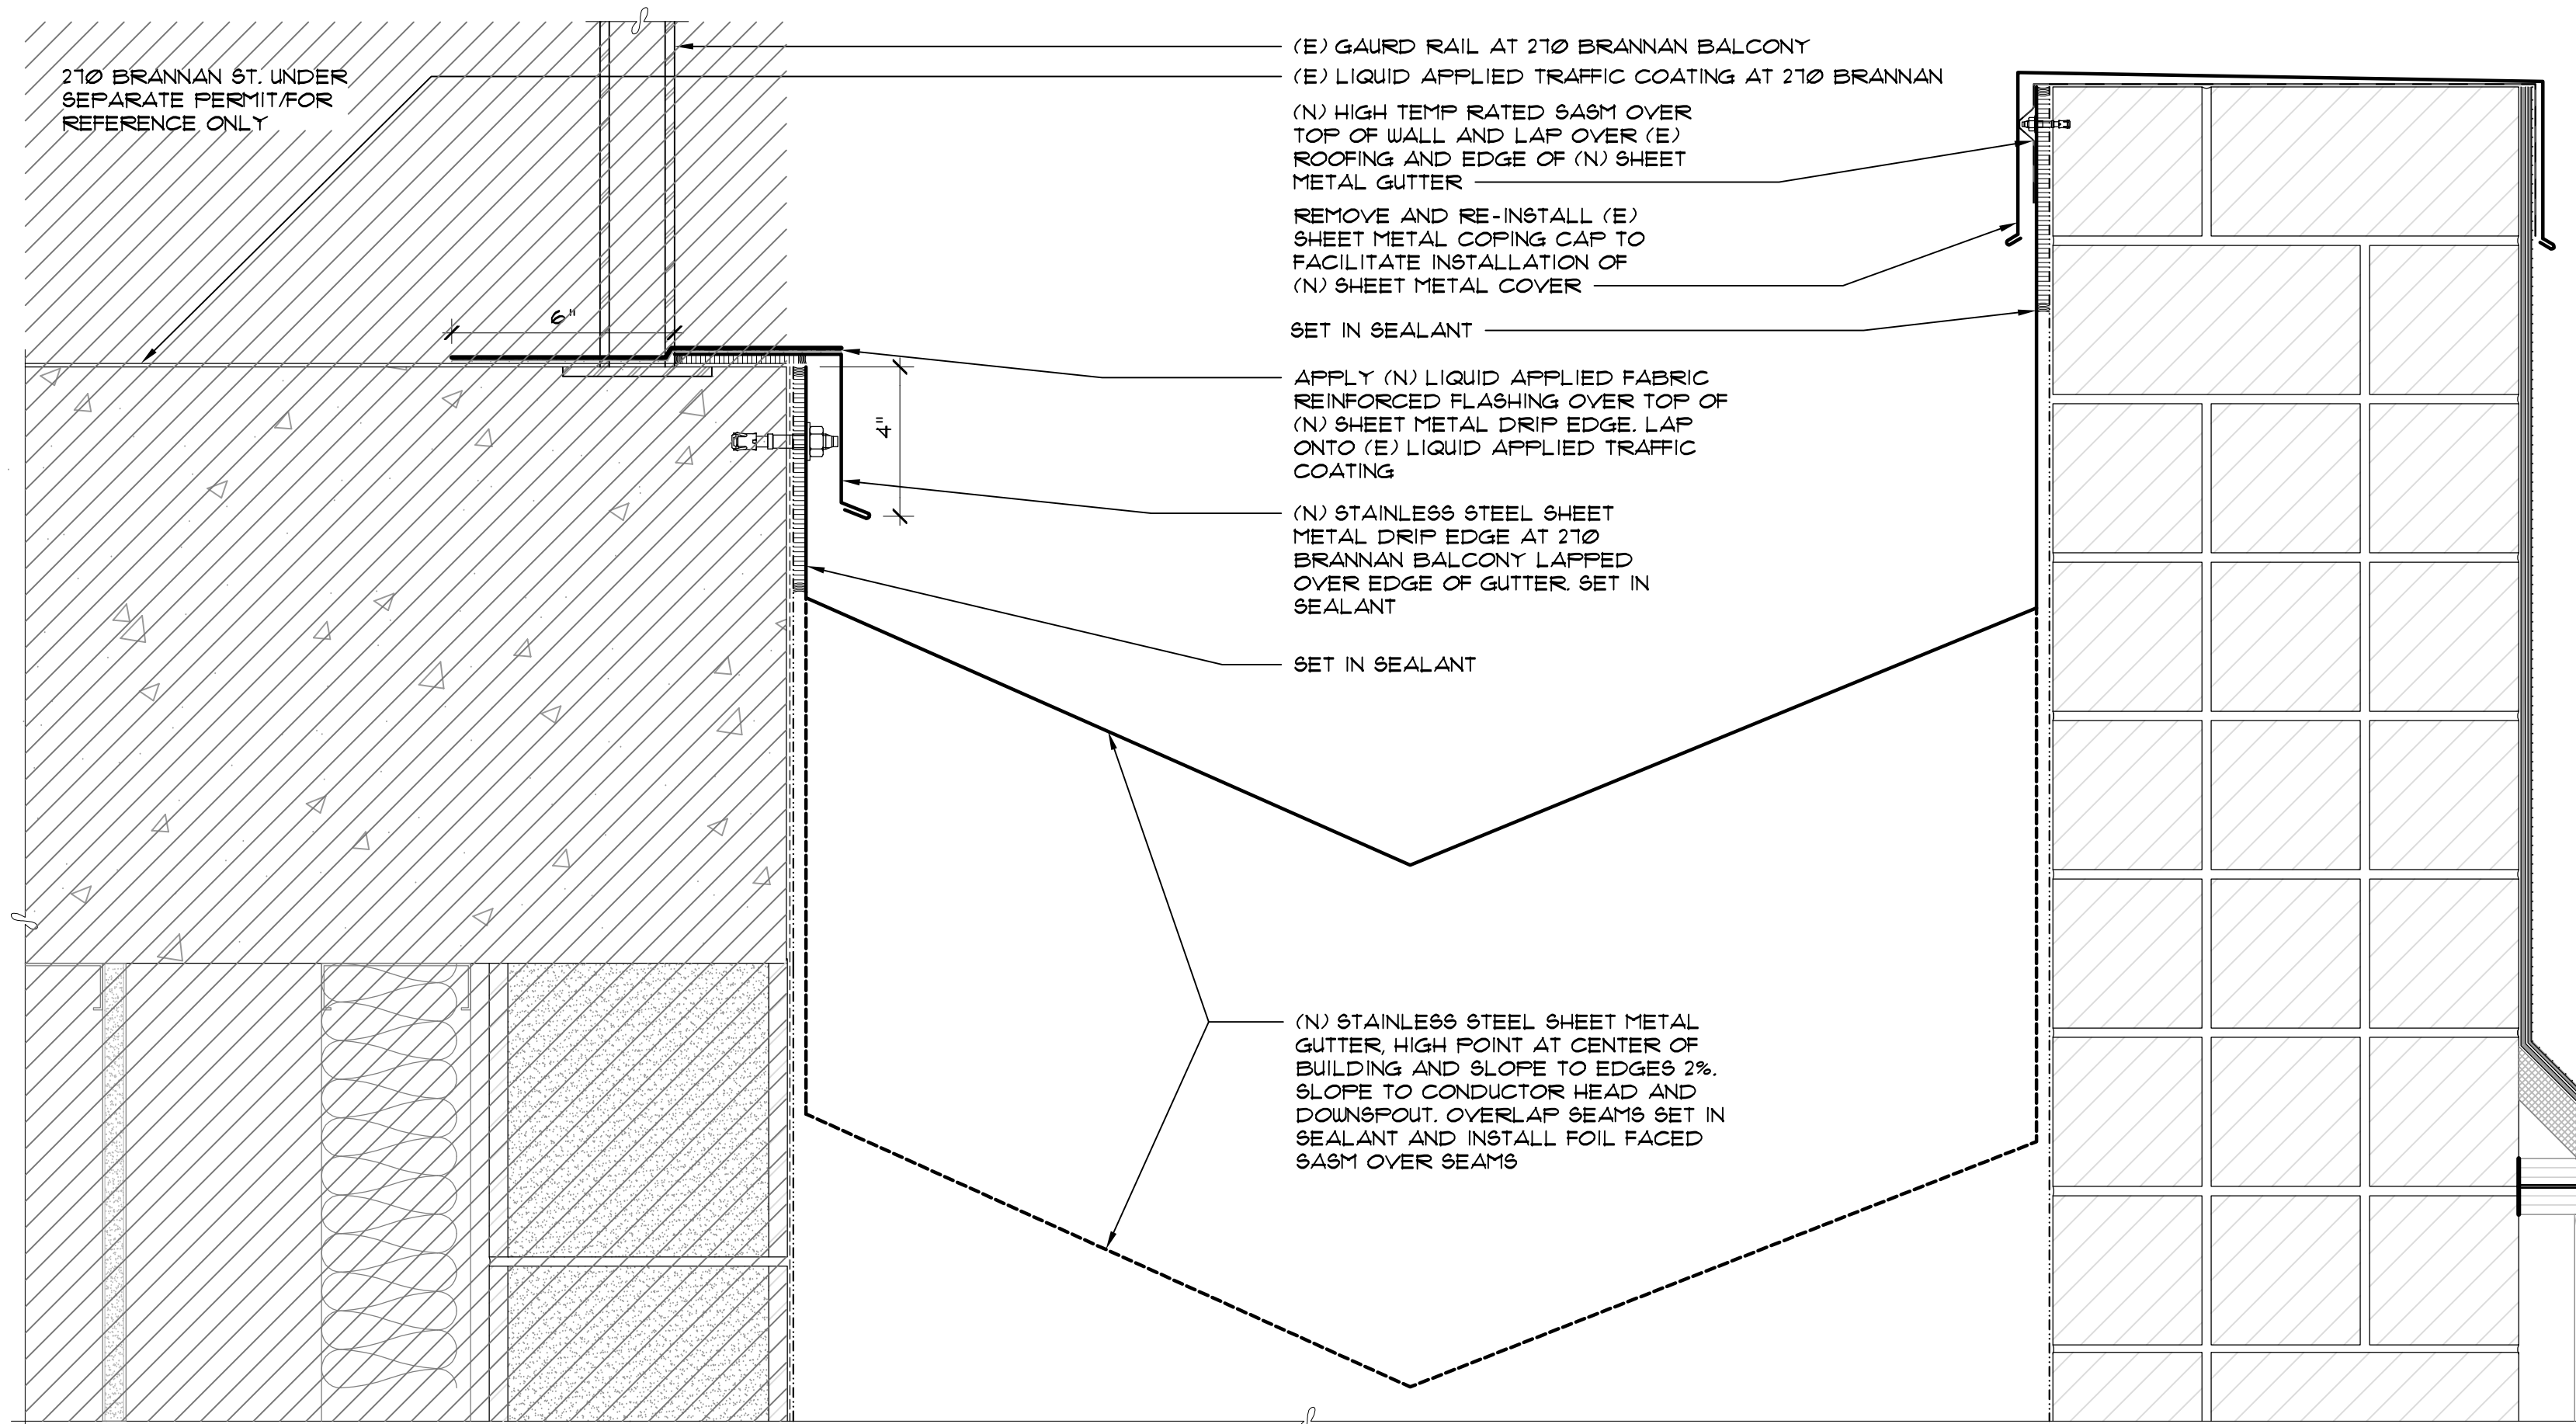 270 BRANNAN ST. UNDER
SEPARATE PERMIT/FOR
REFERENCE ONLY
6"
4"
(E) GAURD RAIL AT 270 BRANNAN BALCONY
(E) LIQUID APPLIED TRAFFIC COATING AT 270 BRANNAN
(N) HIGH TEMP RATED SASM OVER
TOP OF WALL AND LAP OVER (E)
ROOFING AND EDGE OF (N) SHEET
METAL GUTTER
REMOVE AND RE-INSTALL (E)
SHEET METAL COPING CAP TO
FACILITATE INSTALLATION OF
(N) SHEET METAL COVER
SET IN SEALANT
APPLY (N) LIQUID APPLIED FABRIC
REINFORCED FLASHING OVER TOP OF
(N) SHEET METAL DRIP EDGE. LAP
ONTO (E) LIQUID APPLIED TRAFFIC
COATING
(N) STAINLESS STEEL SHEET
METAL DRIP EDGE AT 270
BRANNAN BALCONY LAPPED
OVER EDGE OF GUTTER. SET IN
SEALANT
SET IN SEALANT
(N) STAINLESS STEEL SHEET METAL
GUTTER, HIGH POINT AT CENTER OF
BUILDING AND SLOPE TO EDGES 2%.
SLOPE TO CONDUCTOR HEAD AND
DOWNSPOUT. OVERLAP SEAMS SET IN
SEALANT AND INSTALL FOIL FACED
SASM OVER SEAMS